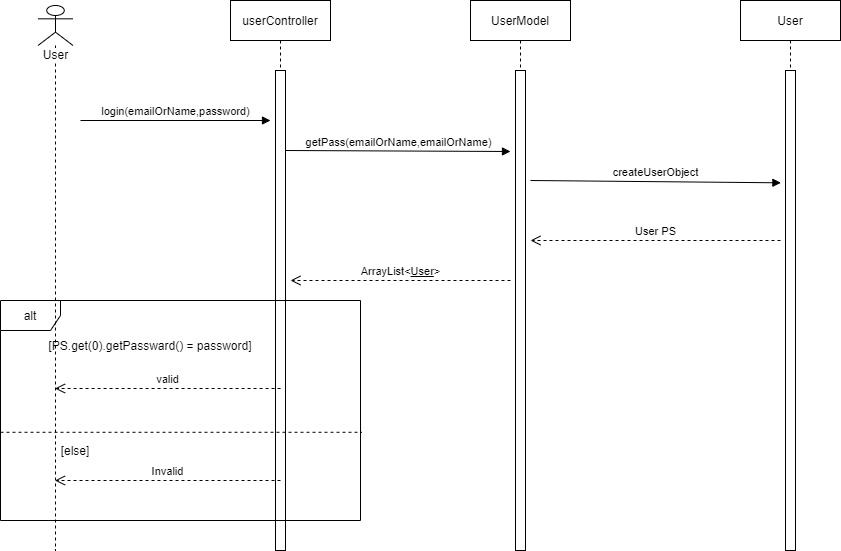 userController
UserModel
User
User
login(emailOrName,password)
getPass(emailOrName,emailOrName)
createUserObject
User PS
ArrayList<User>
alt
[PS.get(0).getPassward() = password]
valid
[else]
Invalid